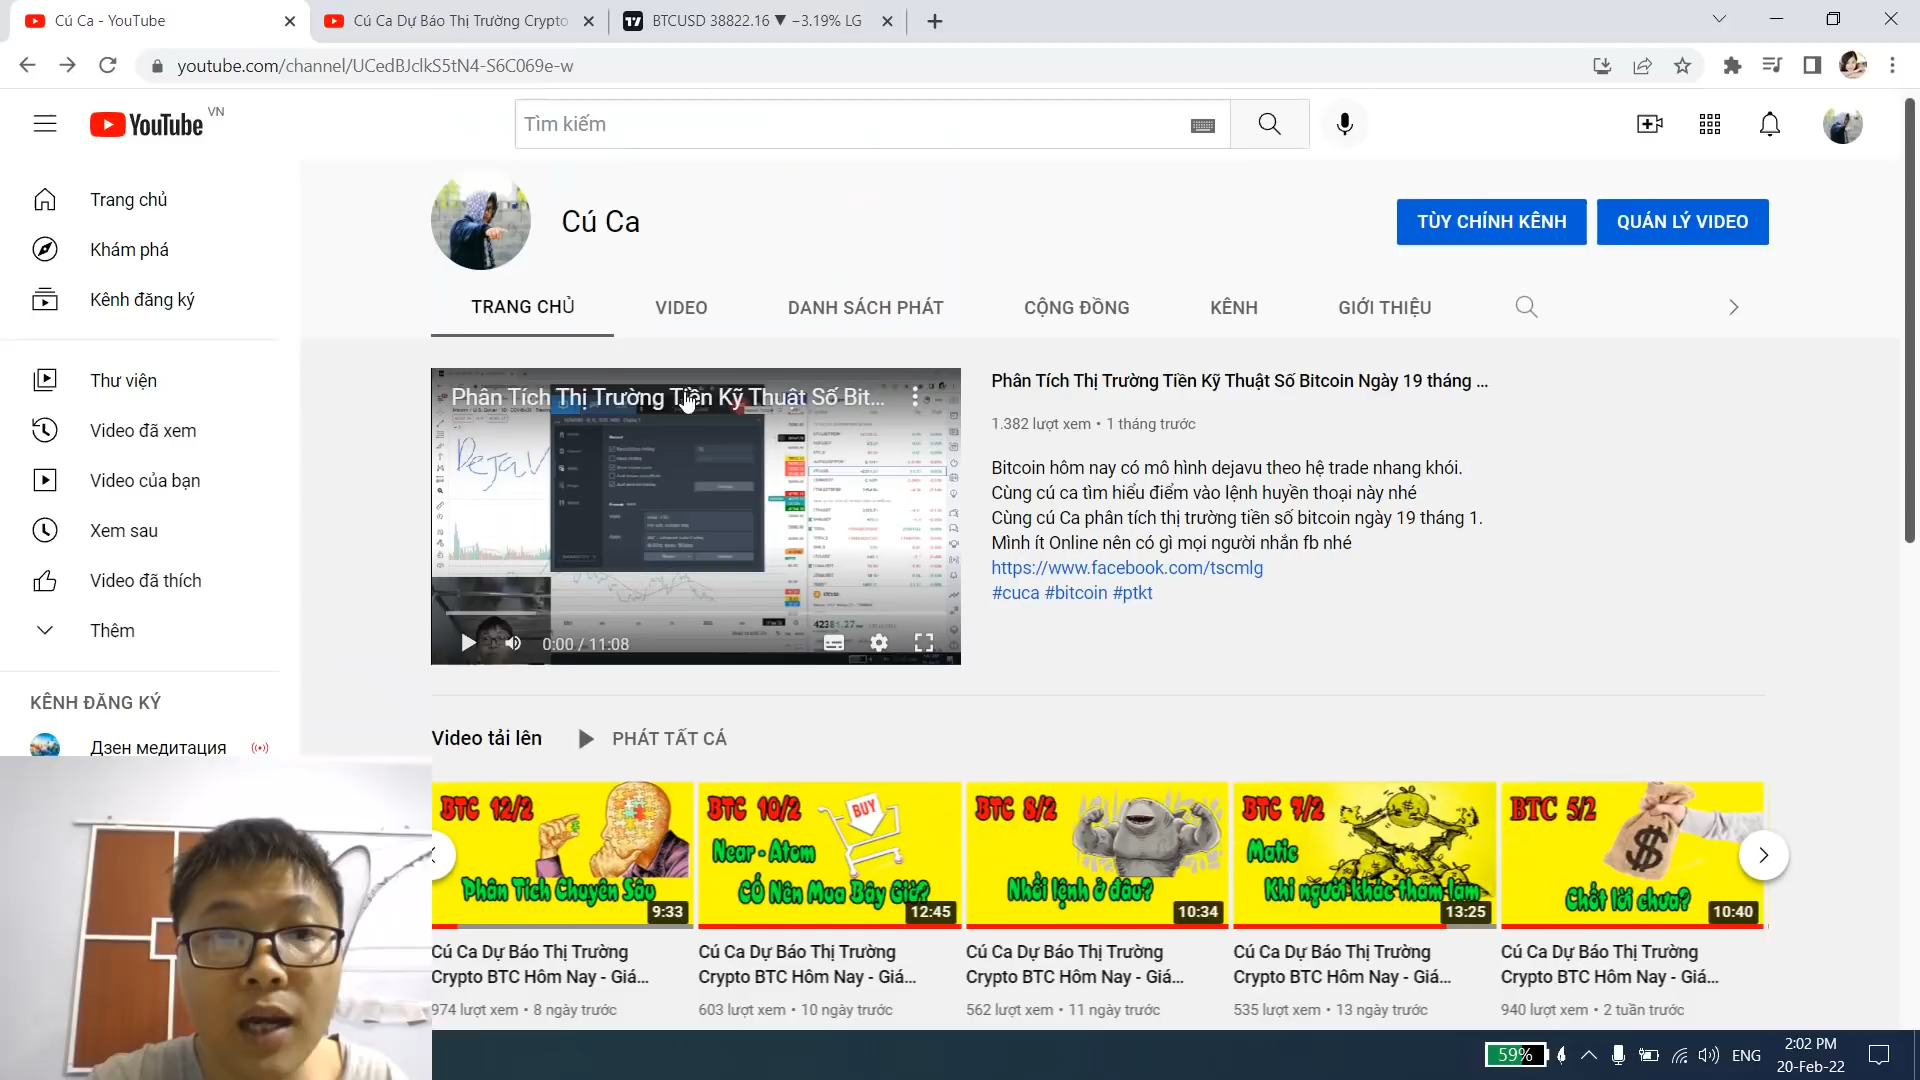 Cú Ca - YouTube
Cú Ca Dự Báo Thị Trường Crypto
BTCUSD 38822.16 ▼ −3.19% LG
youtube.com/channel/UCedBJclkS5tN4-S6C069e-w
YouTube VN
Tìm kiếm
Trang chủ
Khám phá
Kênh đăng ký
Thư viện
Video đã xem
Video của bạn
Xem sau
Video đã thích
Thêm
KÊNH ĐĂNG KÝ
Дзен медитация
Cú Ca
TÙY CHỈNH KÊNH
QUẢN LÝ VIDEO
TRANG CHỦ
VIDEO
DANH SÁCH PHÁT
CỘNG ĐỒNG
KÊNH
GIỚI THIỆU
Phân Tích Thị Trường Tiền Kỹ Thuật Số Bit...
DEJAV
42381.27
0:00 / 11:08
Phân Tích Thị Trường Tiền Kỹ Thuật Số Bitcoin Ngày 19 tháng ...
1.382 lượt xem • 1 tháng trước
Bitcoin hôm nay có mô hình dejavu theo hệ trade nhang khói.
Cùng cú ca tìm hiểu điểm vào lệnh huyền thoại này nhé
Cùng cú Ca phân tích thị trường tiền số bitcoin ngày 19 tháng 1.
Mình ít Online nên có gì mọi người nhắn fb nhé
https://www.facebook.com/tscmlg
#cuca #bitcoin #ptkt
Video tải lên
PHÁT TẤT CẢ
BTC 12/2
Phân Tích Chuyên Sâu
9:33
Cú Ca Dự Báo Thị Trường
Crypto BTC Hôm Nay - Giá...
974 lượt xem • 8 ngày trước
BTC 10/2
BUY
Near - Atom
CÓ Nên Mua Bây Giờ?
12:45
Cú Ca Dự Báo Thị Trường
Crypto BTC Hôm Nay - Giá...
603 lượt xem • 10 ngày trước
BTC 8/2
Nhồi lệnh ở đâu?
10:34
Cú Ca Dự Báo Thị Trường
Crypto BTC Hôm Nay - Giá...
562 lượt xem • 11 ngày trước
BTC 7/2
Matic
Khi người khác tham lam
13:25
Cú Ca Dự Báo Thị Trường
Crypto BTC Hôm Nay - Giá...
535 lượt xem • 13 ngày trước
BTC 5/2
$
Chốt lời chưa?
10:40
Cú Ca Dự Báo Thị Trường
Crypto BTC Hôm Nay - Giá...
940 lượt xem • 2 tuần trước
59%
ENG
2:02 PM
20-Feb-22